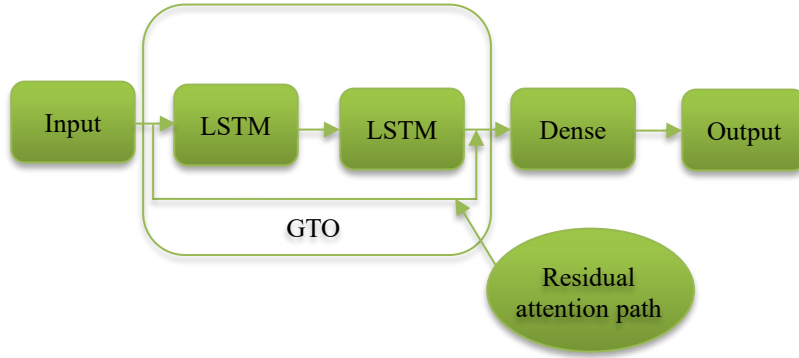 Input
LSTM
LSTM
Dense
Output
GTO
Residual
attention path